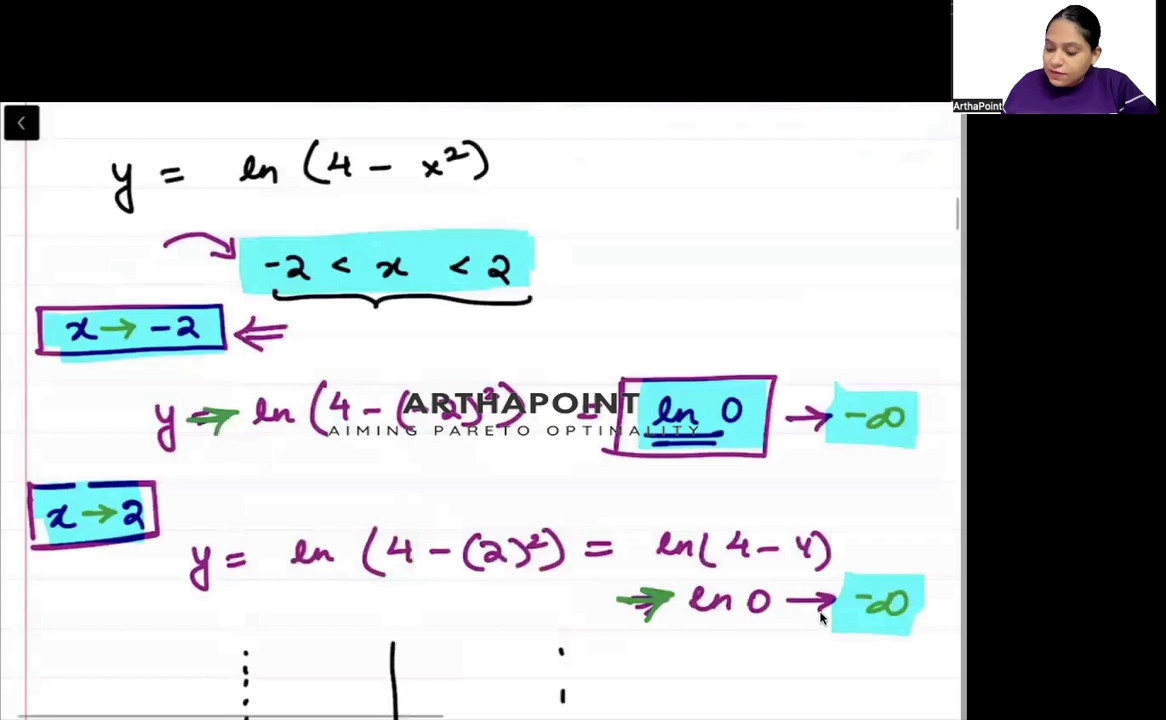 ArthaPoint
y = ln (4 - x²)
-2 < x < 2
x → -2
y → ln (4 - (-2)²) = ln 0 → -∞
ARTHAPOINT
AIMING PARETO OPTIMALITY
x → 2
y = ln (4 - (2)²) = ln( 4 - 4)
⇒ ln 0 → -∞